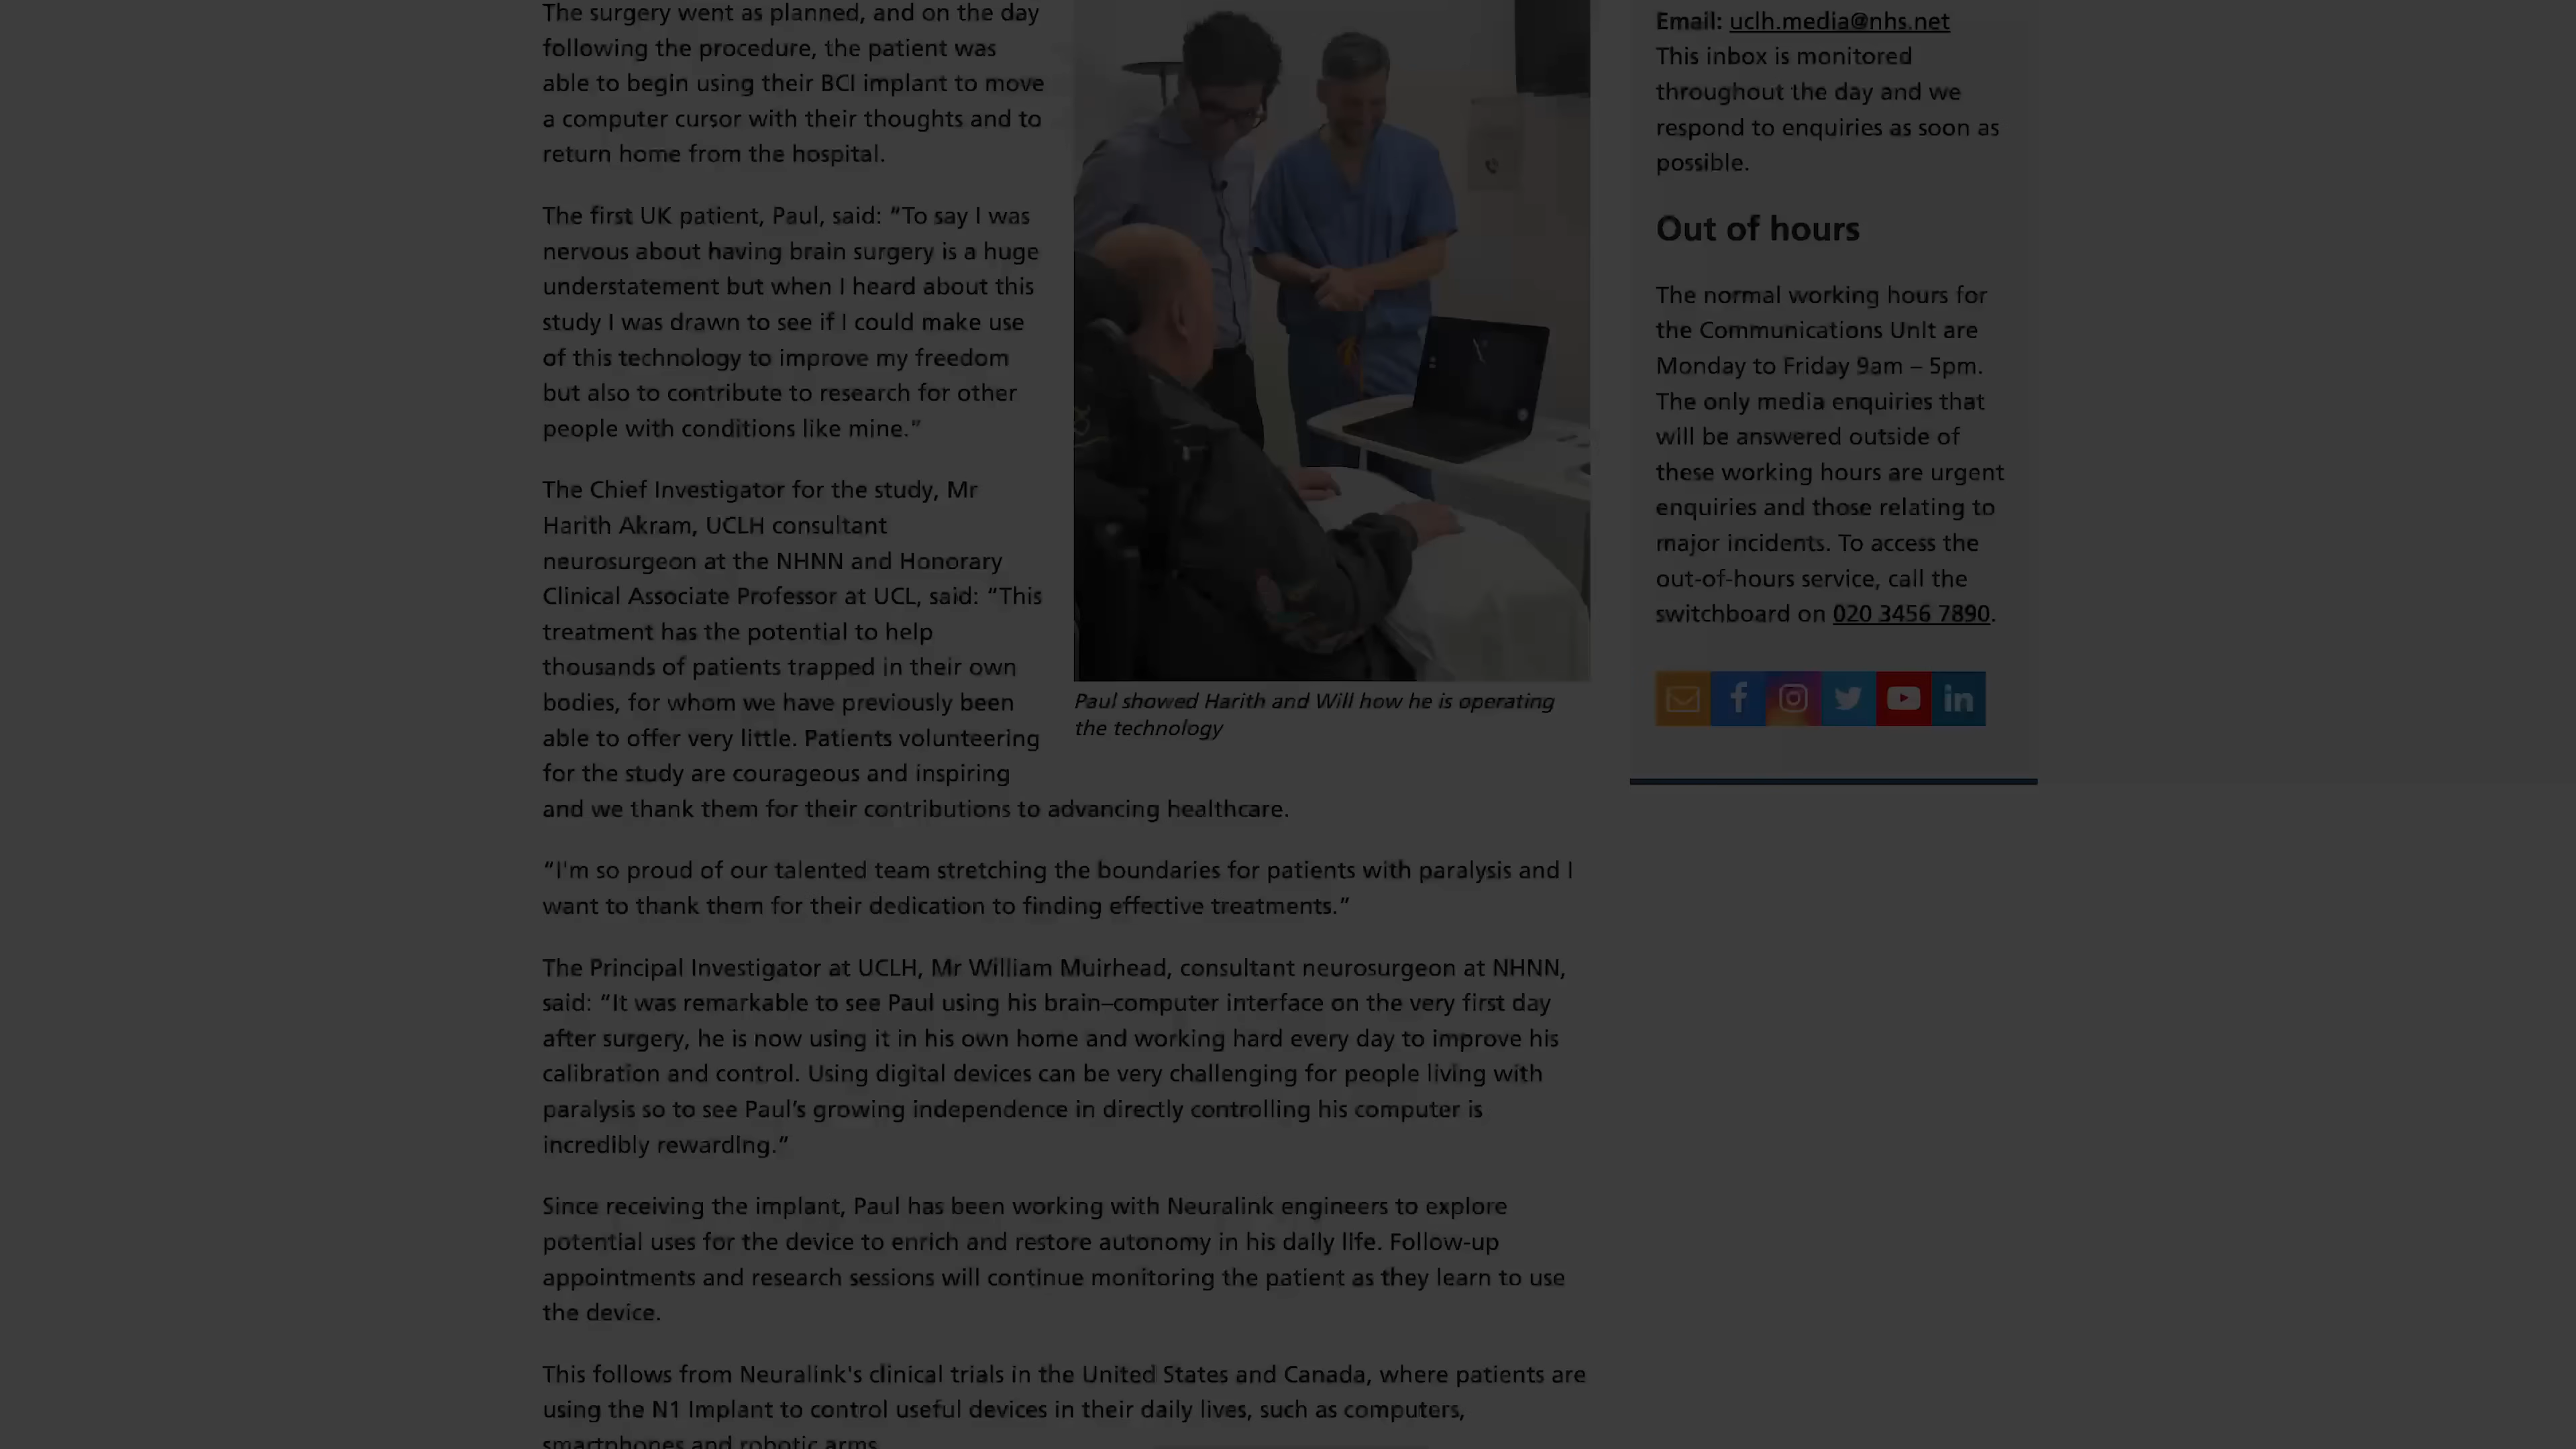 The surgery went as planned, and on the day
following the procedure, the patient was
able to begin using their BCI implant to move
a computer cursor with their thoughts and to
return home from the hospital.
The first UK patient, Paul, said: “To say I was
nervous about having brain surgery is a huge
understatement but when I heard about this
study I was drawn to see if I could make use
of this technology to improve my freedom
but also to contribute to research for other
people with conditions like mine.”
The Chief Investigator for the study, Mr
Harith Akram, UCLH consultant
neurosurgeon at the NHNN and Honorary
Clinical Associate Professor at UCL, said: “This
treatment has the potential to help
thousands of patients trapped in their own
bodies, for whom we have previously been
able to offer very little. Patients volunteering
for the study are courageous and inspiring
and we thank them for their contributions to advancing healthcare.
“I'm so proud of our talented team stretching the boundaries for patients with paralysis and I
want to thank them for their dedication to finding effective treatments.”
The Principal Investigator at UCLH, Mr William Muirhead, consultant neurosurgeon at NHNN,
said: “It was remarkable to see Paul using his brain–computer interface on the very first day
after surgery, he is now using it in his own home and working hard every day to improve his
calibration and control. Using digital devices can be very challenging for people living with
paralysis so to see Paul’s growing independence in directly controlling his computer is
incredibly rewarding.”
Since receiving the implant, Paul has been working with Neuralink engineers to explore
potential uses for the device to enrich and restore autonomy in his daily life. Follow-up
appointments and research sessions will continue monitoring the patient as they learn to use
the device.
This follows from Neuralink's clinical trials in the United States and Canada, where patients are
using the N1 Implant to control useful devices in their daily lives, such as computers,
smartphones and robotic arms
Paul showed Harith and Will how he is operating
the technology
Email: uclh.media@nhs.net
This inbox is monitored
throughout the day and we
respond to enquiries as soon as
possible.
Out of hours
The normal working hours for
the Communications Unit are
Monday to Friday 9am – 5pm.
The only media enquiries that
will be answered outside of
these working hours are urgent
enquiries and those relating to
major incidents. To access the
out-of-hours service, call the
switchboard on 020 3456 7890.